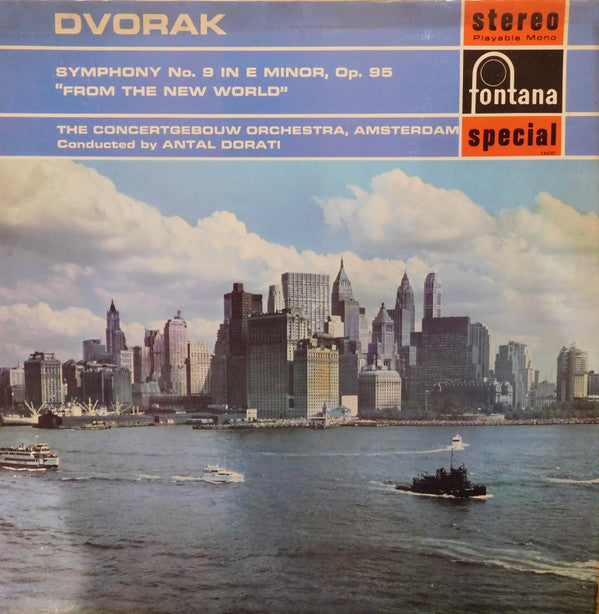 DVORAK
SYMPHONY No. 9 IN E MINOR, Op. 95
"FROM THE NEW WORLD"
THE CONCERTGEBOUW ORCHESTRA, AMSTERDAM
Conducted by ANTAL DORATI
stereo
Playable Mono
fontana
special